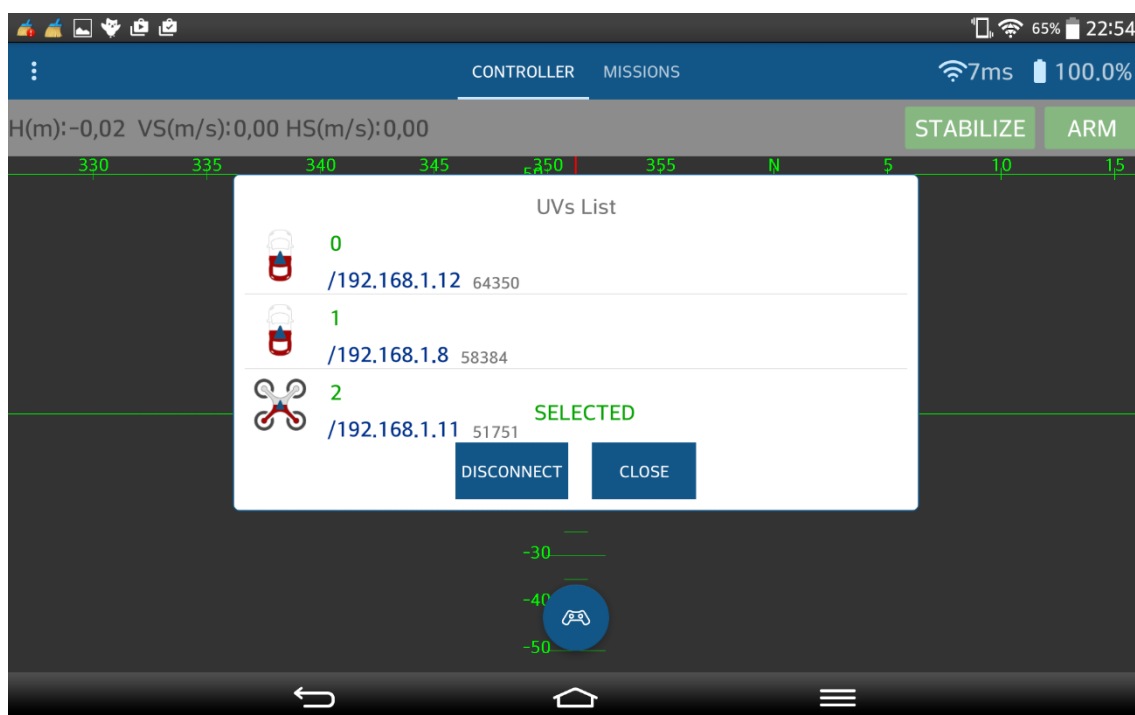 65% 22:54
CONTROLLER MISSIONS 7ms 100.0%
H(m):-0,02 VS(m/s):0,00 HS(m/s):0,00 STABILIZE ARM
330 335 340 345 350 355 N 5 10 15
UVs List
0
/192.168.1.12 64350
1
/192.168.1.8 58384
2
SELECTED
/192.168.1.11 51751
DISCONNECT CLOSE
-30
-40
-50